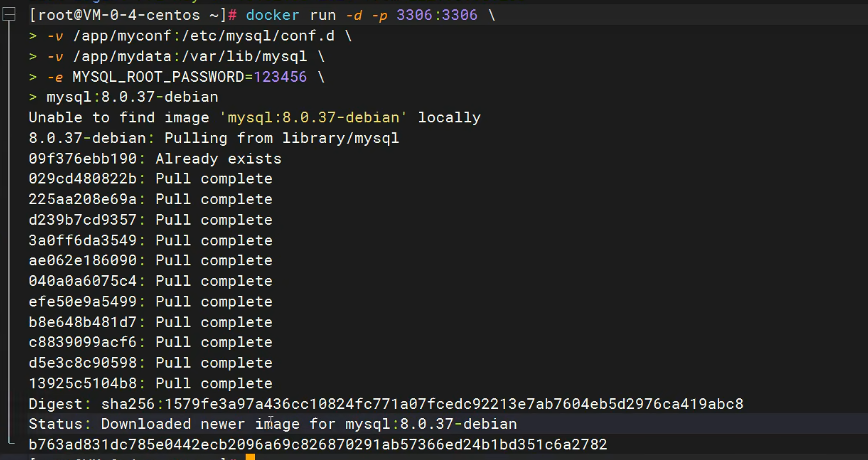 [root@VM-0-4-centos ~]# docker run -d -p 3306:3306 \
> -v /app/myconf:/etc/mysql/conf.d \
> -v /app/mydata:/var/lib/mysql \
> -e MYSQL_ROOT_PASSWORD=123456 \
> mysql:8.0.37-debian
Unable to find image 'mysql:8.0.37-debian' locally
8.0.37-debian: Pulling from library/mysql
09f376ebb190: Already exists
029cd480822b: Pull complete
225aa208e69a: Pull complete
d239b7cd9357: Pull complete
3a0ff6da3549: Pull complete
ae062e186090: Pull complete
040a0a6075c4: Pull complete
efe50e9a5499: Pull complete
b8e648b481d7: Pull complete
c8839099acf6: Pull complete
d5e3c8c90598: Pull complete
13925c5104b8: Pull complete
Digest: sha256:1579fe3a97a436cc10824fc771a07fcedc92213e7ab7604eb5d2976ca419abc8
Status: Downloaded newer image for mysql:8.0.37-debian
b763ad831dc785e0442ecb2096a69c826870291ab57366ed24b1bd351c6a2782